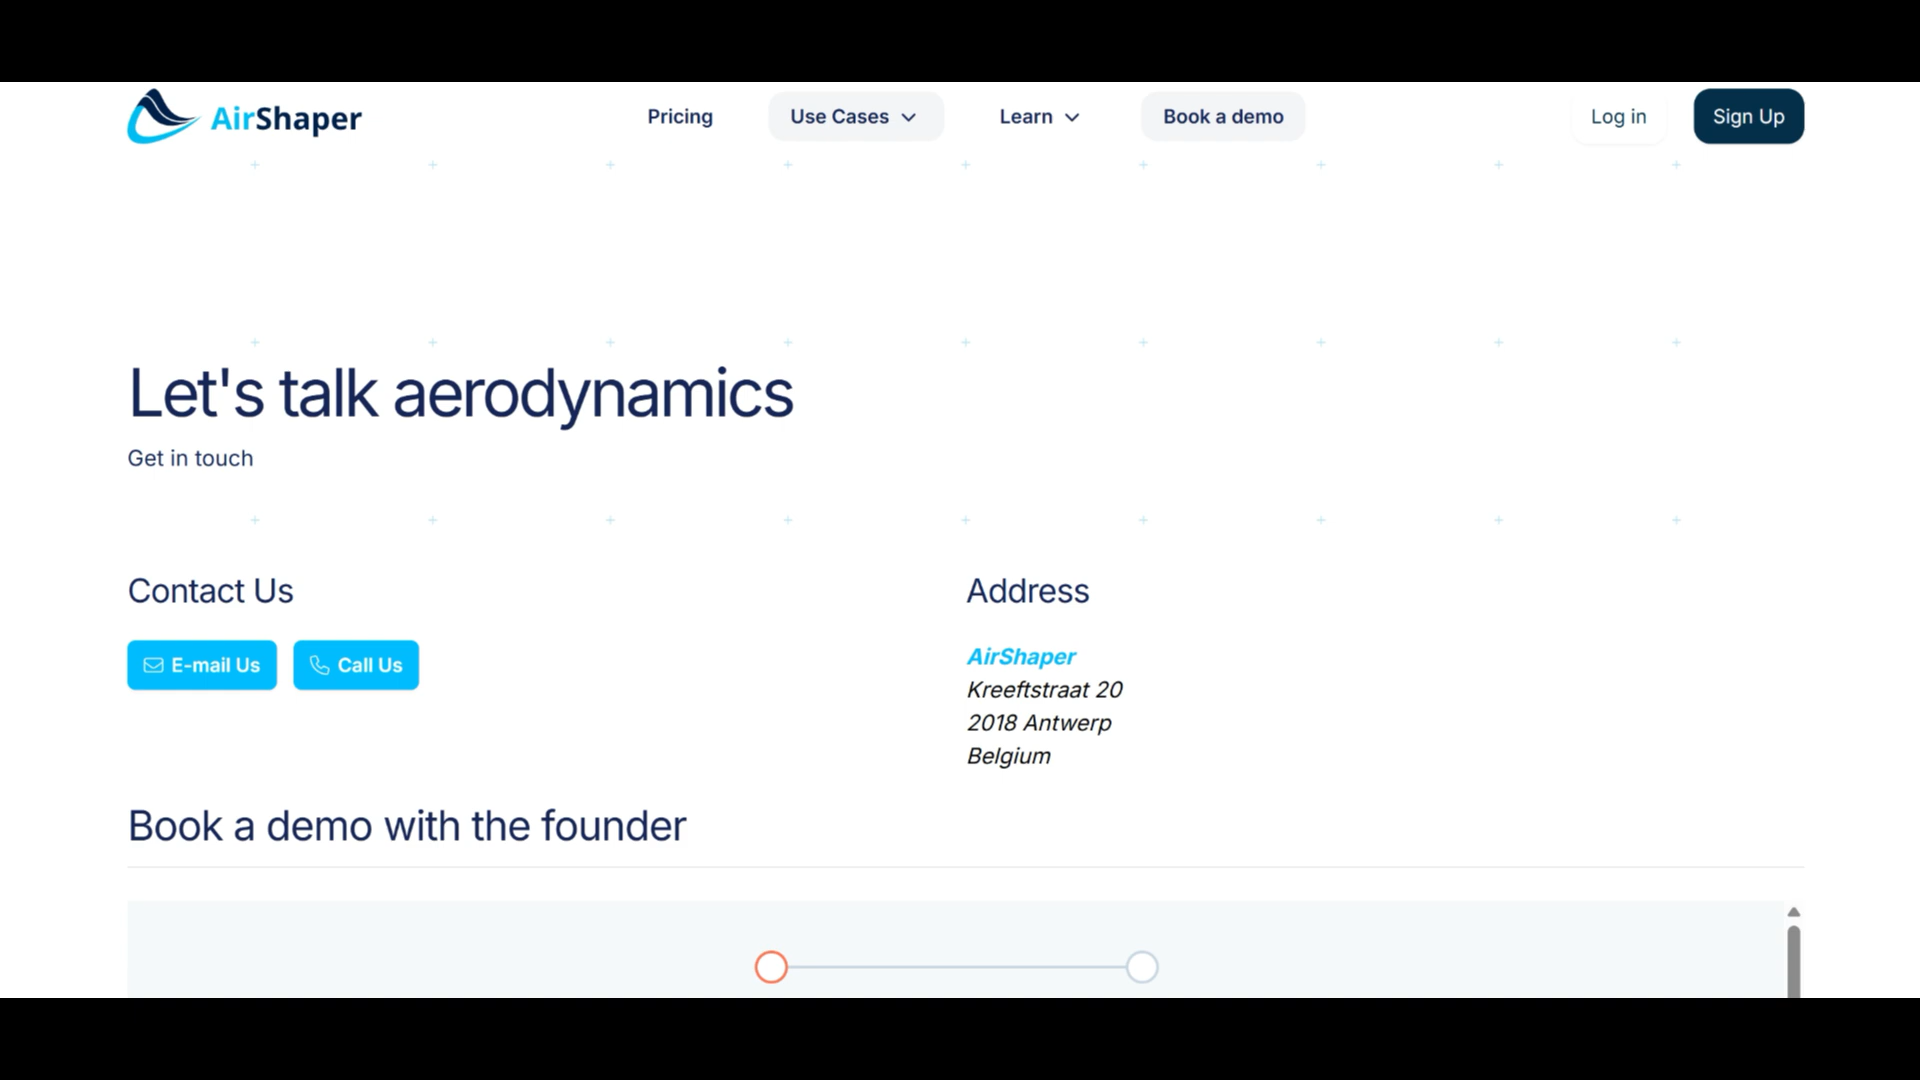 AirShaper
Pricing
Use Cases
Learn
Book a demo
Log in
Sign Up
Let's talk aerodynamics
Get in touch
Contact Us
E-mail Us
Call Us
Address
AirShaper
Kreeftstraat 20
2018 Antwerp
Belgium
Book a demo with the founder